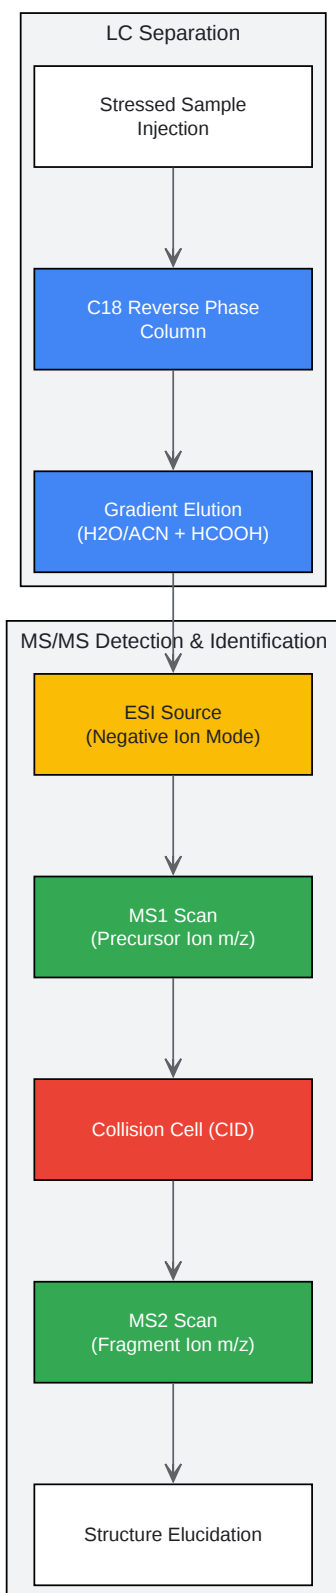 LC Separation
Stressed Sample
Injection
C18 Reverse Phase
Column
Gradient Elution
(H2O/ACN + HCOOH)
MS/MS Detection & Identification
ESI Source
(Negative Ion Mode)
MS1 Scan
(Precursor Ion m/z)
Collision Cell (CID)
MS2 Scan
(Fragment Ion m/z)
Structure Elucidation